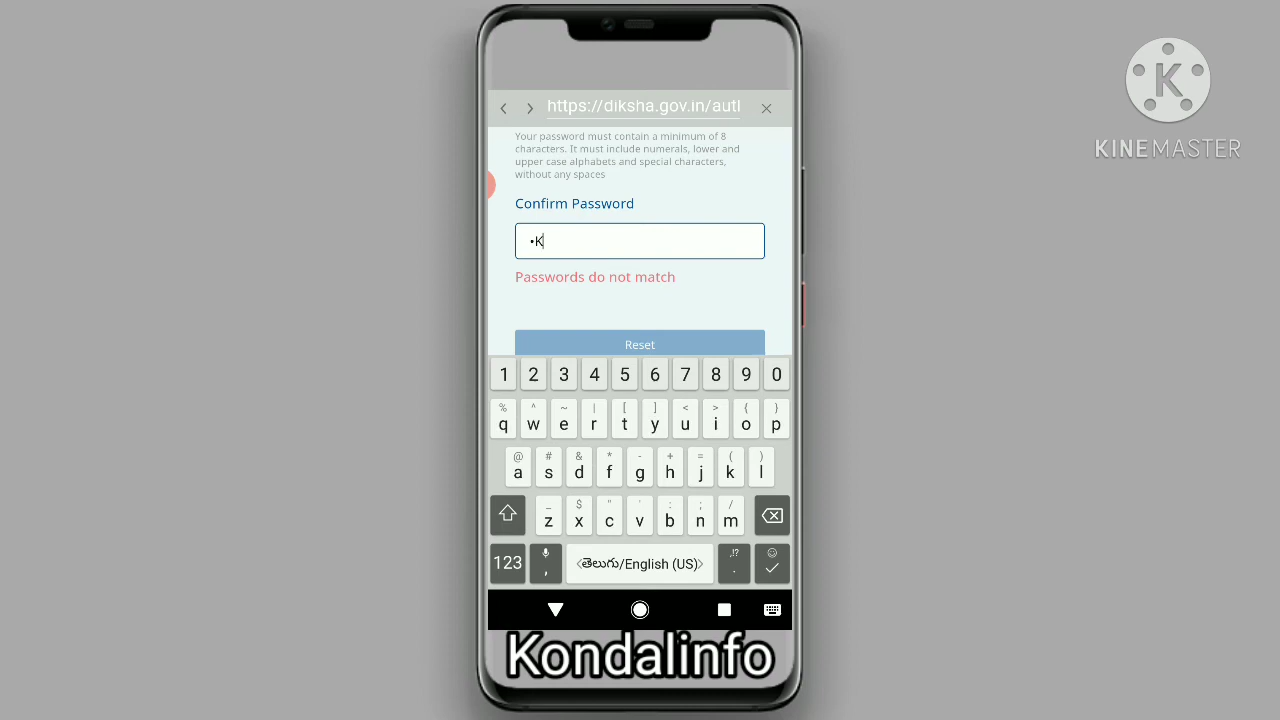 https://diksha.gov.in/autl
Your password must contain a minimum of 8
characters. It must include numerals, lower and
upper case alphabets and special characters,
without any spaces
Confirm Password
•K
Passwords do not match
Reset
1 2 3 4 5 6 7 8 9 0
% ^ ~ | [ ] < > { }
q w e r t y u i o p
@ # & * - + = ( )
a s d f g h j k l
_ $ " ' : ; /
z x c v b n m
,!?
123 , తెలుగు/English (US) .
Kondalinfo
K
KINEMASTER